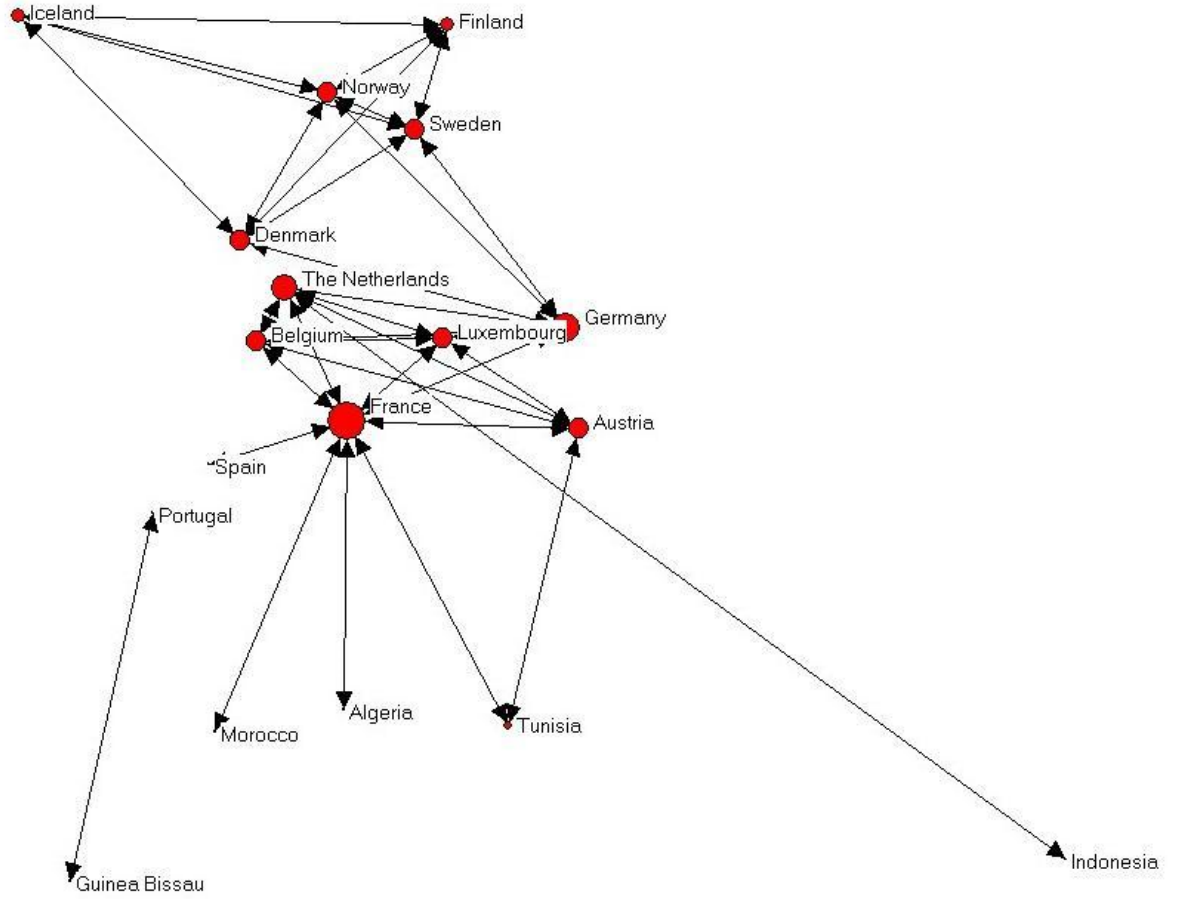 Iceland
Finland
Norway
Sweden
Denmark
The Netherlands
Germany
Belgium
Luxembourg
France
Austria
Spain
Portugal
Algeria
Morocco
Tunisia
Indonesia
Guinea Bissau